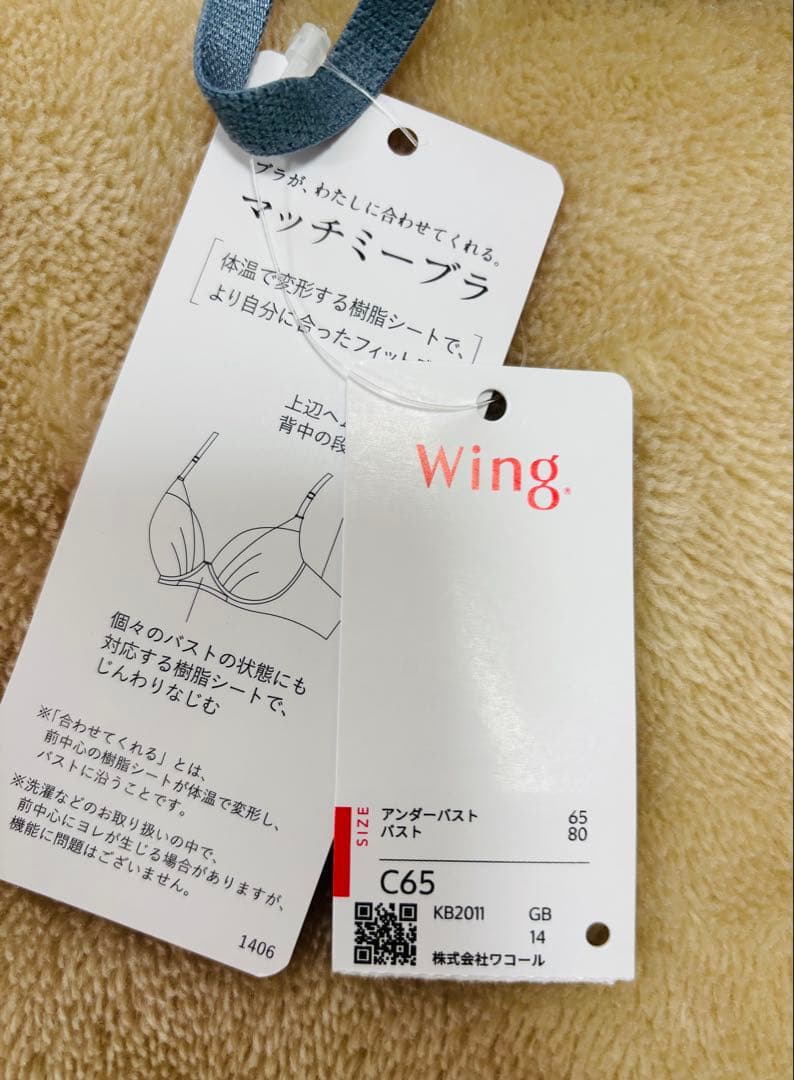 ブラが、わたしに合わせてくれる。
マッチミーブラ
体温で変形する樹脂シートで、
より自分に合ったフィット
上辺へ
背中の段
個々のバストの状態にも
対応する樹脂シートで、
じんわりなじむ
※「合わせてくれる」とは、
前中心の樹脂シートが体温で変形し、
バストに沿うことです。
※洗濯などのお取り扱いの中で、
前中心にヨレが生じる場合がありますが、
機能に問題はございません。
1406
Wing®
SIZE
アンダーバスト 65
バスト 80
C65
KB2011 GB
14
株式会社ワコール